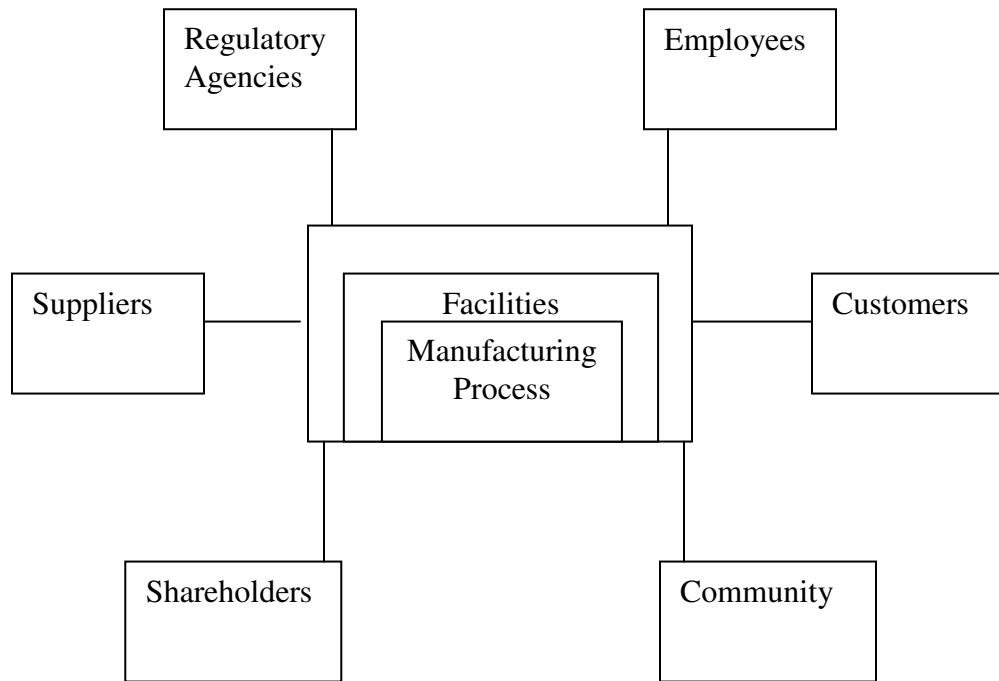 Regulatory
Agencies
Employees
Suppliers
Facilities
Customers
Manufacturing
Process
Shareholders
Community